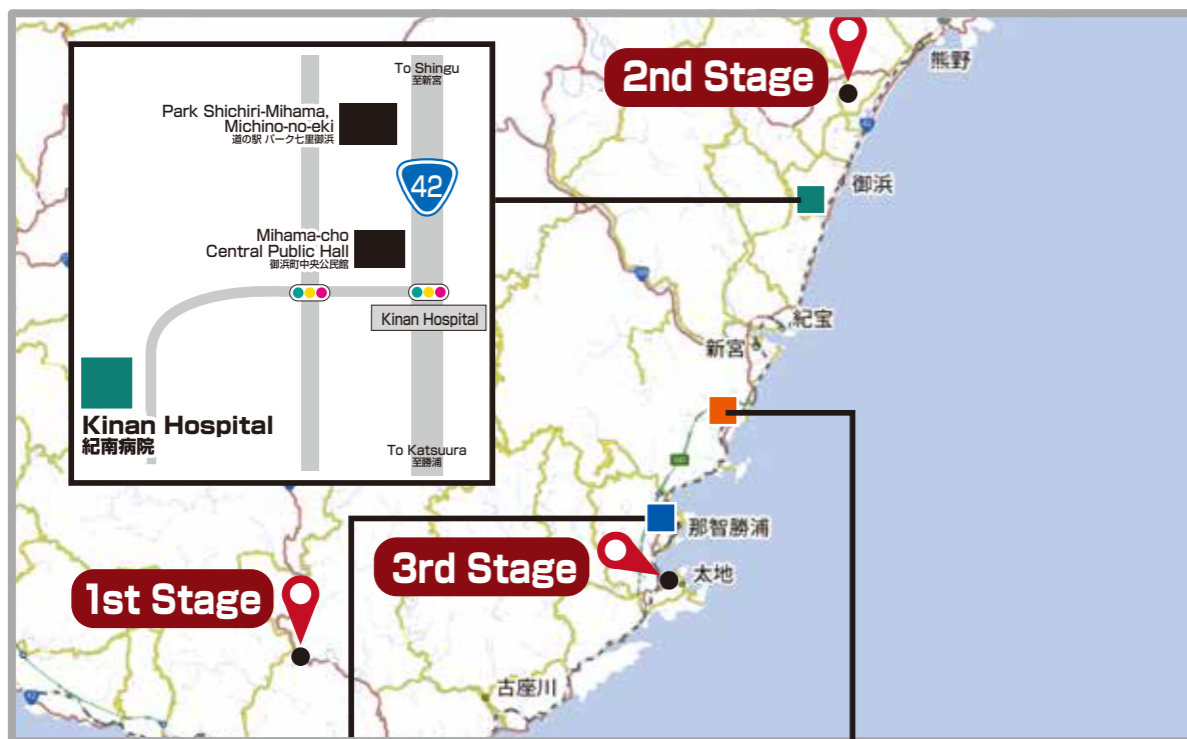 To Shingu
至新宮
Park Shichiri-Mihama,
Michino-no-eki
道の駅 パーク七里御浜
42
Mihama-cho
Central Public Hall
御浜町中央公民館
Kinan Hospital
Kinan Hospital
紀南病院
To Katsuura
至勝浦
2nd Stage
熊野
御浜
紀宝
新宮
那智勝浦
3rd Stage
太地
1st Stage
古座川